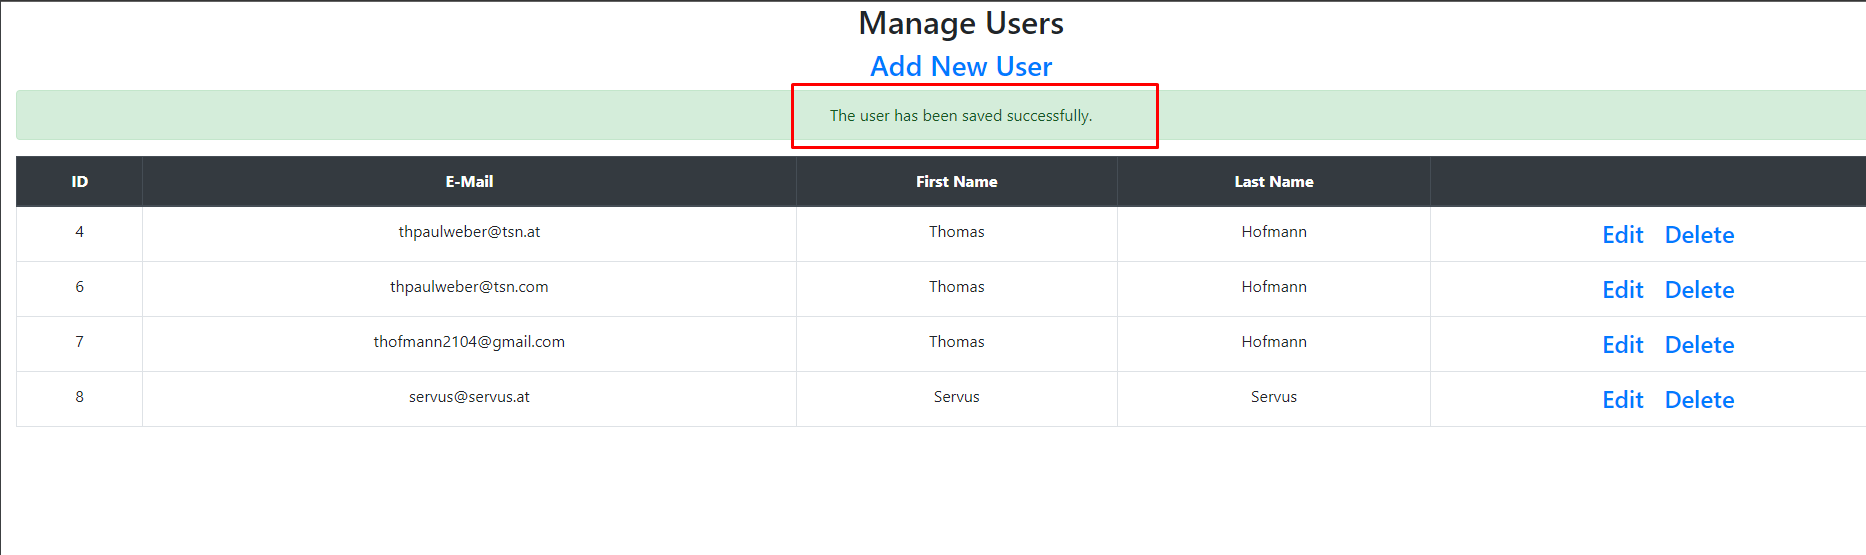 Manage Users
Add New User
The user has been saved successfully.
ID E-Mail First Name Last Name
4 thpaulweber@tsn.at Thomas Hofmann Edit Delete
6 thpaulweber@tsn.com Thomas Hofmann Edit Delete
7 thofmann2104@gmail.com Thomas Hofmann Edit Delete
8 servus@servus.at Servus Servus Edit Delete